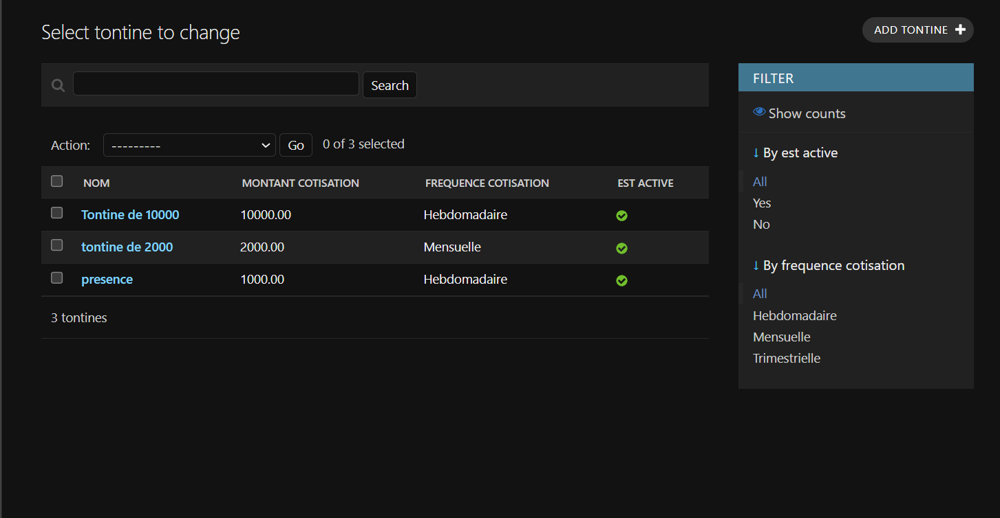 Select tontine to change
ADD TONTINE
Search
Action: --------- Go 0 of 3 selected
NOM MONTANT COTISATION FREQUENCE COTISATION EST ACTIVE
Tontine de 10000 10000.00 Hebdomadaire
tontine de 2000 2000.00 Mensuelle
presence 1000.00 Hebdomadaire
3 tontines
FILTER
Show counts
↓ By est active
All
Yes
No
↓ By frequence cotisation
All
Hebdomadaire
Mensuelle
Trimestrielle